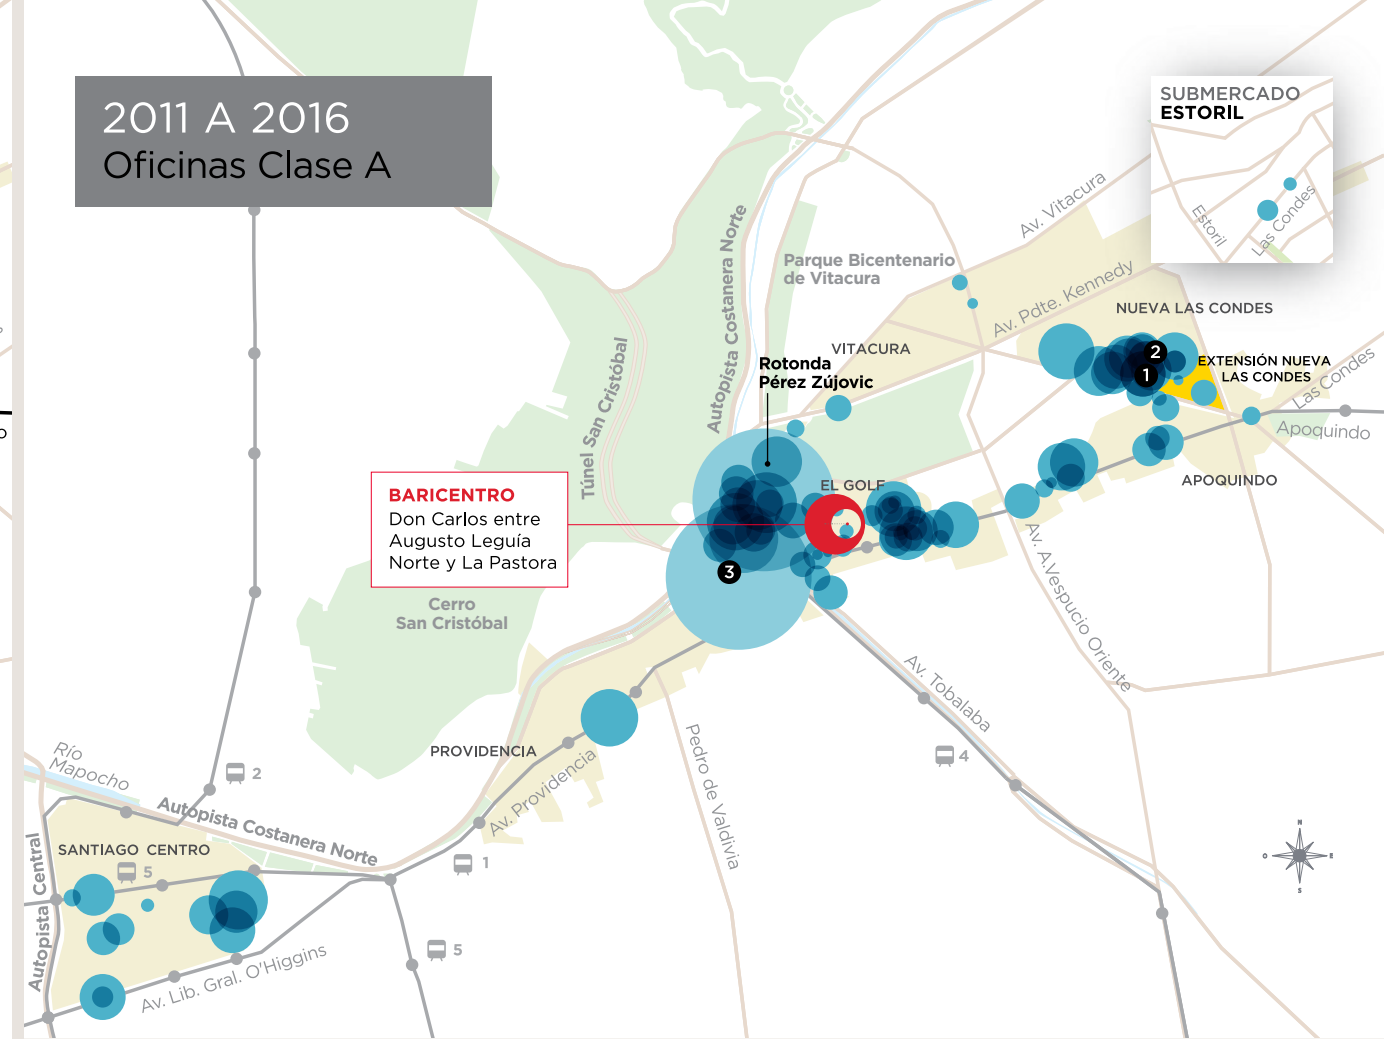 2011 A 2016
Oficinas Clase A
SUBMERCADO
ESTORIL
Estoril
Las Condes
Av. Vitacura
Autopista Costanera Norte
Parque Bicentenario
de Vitacura
Av. Pdte. Kennedy
NUEVA LAS CONDES
VITACURA
Rotonda
Pérez Zújovic
2
1
EXTENSIÓN NUEVA
LAS CONDES
Las Condes
Apoquindo
Túnel San Cristóbal
EL GOLF
APOQUINDO
BARICENTRO
Don Carlos entre
Augusto Leguía
Norte y La Pastora
3
Av. A.Vespucio Oriente
Cerro
San Cristóbal
Av. Tobalaba
PROVIDENCIA
Av. Providencia
Pedro de Valdivia
4
Río
Mapocho
2
Autopista Costanera Norte
Autopista Central
SANTIAGO CENTRO
5
1
5
Av. Lib. Gral. O'Higgins
N
O
E
S